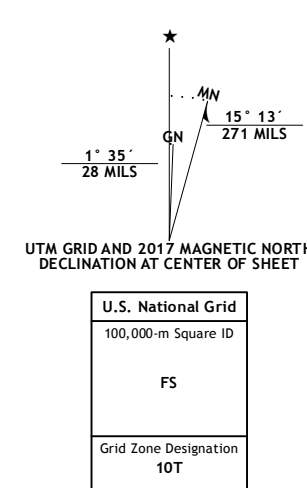 MN
15° 13´
271 MILS
GN
1° 35´
28 MILS
UTM GRID AND 2017 MAGNETIC NORTH
DECLINATION AT CENTER OF SHEET
U.S. National Grid
100,000-m Square ID
FS
Grid Zone Designation
10T